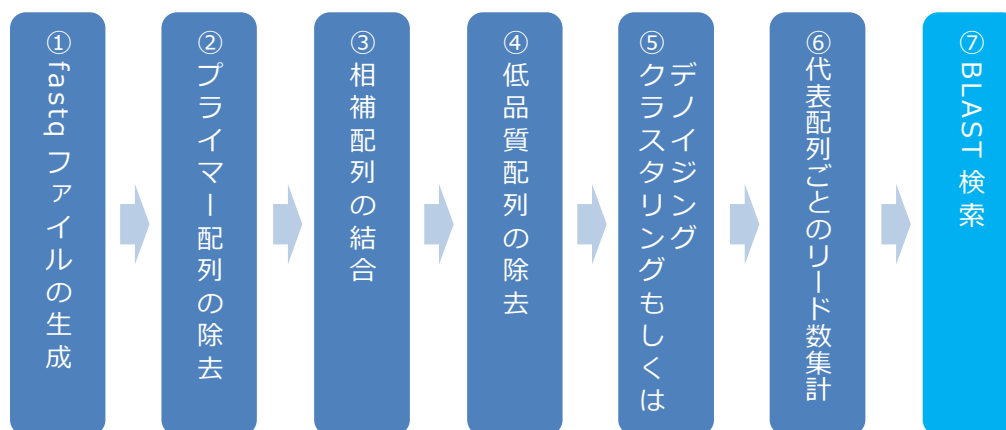 ①fastq ファイルの生成
②プライマー配列の除去
③相補配列の結合
④低品質配列の除去
⑤クラスタリングもしくは
デノイジング
⑥代表配列ごとのリード数集計
⑦BLAST 検索